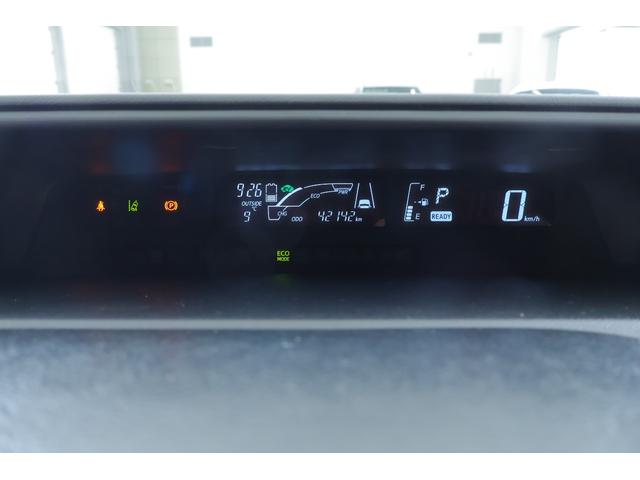 9 26
OUTSIDE
9 °C
ECO
PWR
CHG
ODO 42142 km
F
E
P
READY
0 km/h
(P)
ECO
MODE